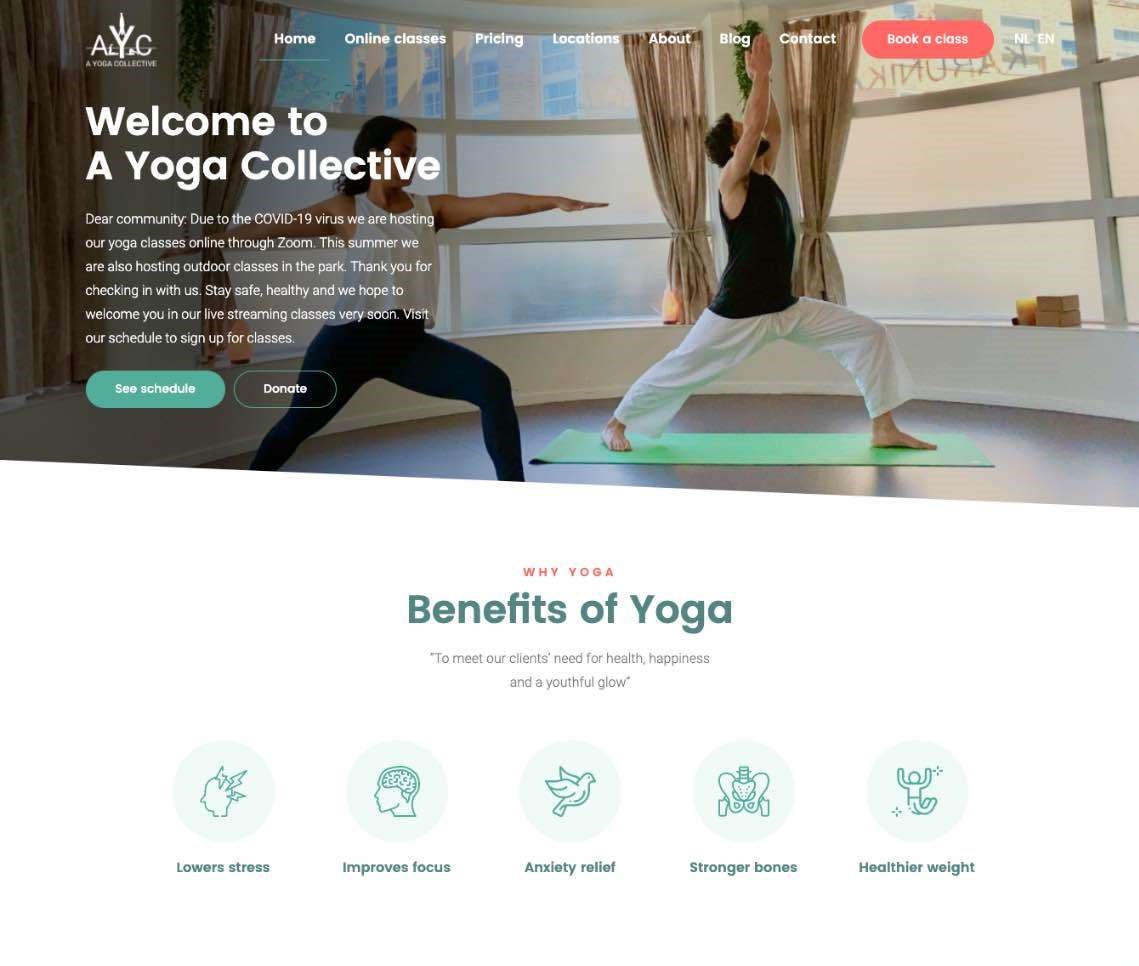 AYC
A YOGA COLLECTIVE
Home Online classes Pricing Locations About Blog Contact Book a class NL EN
Welcome to
A Yoga Collective
Dear community: Due to the COVID-19 virus we are hosting
our yoga classes online through Zoom. This summer we
are also hosting outdoor classes in the park. Thank you for
checking in with us. Stay safe, healthy and we hope to
welcome you in our live streaming classes very soon. Visit
our schedule to sign up for classes.
See schedule Donate
WHY YOGA
Benefits of Yoga
"To meet our clients' need for health, happiness
and a youthful glow"
Lowers stress Improves focus Anxiety relief Stronger bones Healthier weight